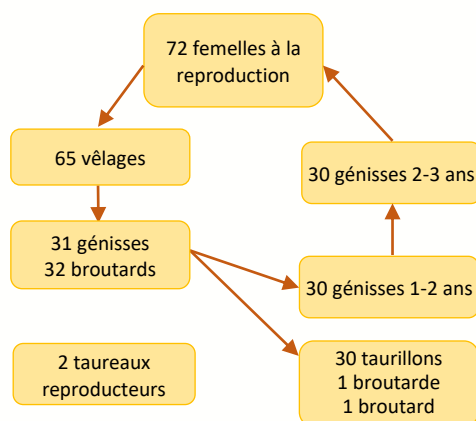 72 femelles à la
reproduction
65 vêlages
30 génisses 2-3 ans
31 génisses
32 broutards
30 génisses 1-2 ans
2 taureaux
reproducteurs
30 taurillons
1 broutarde
1 broutard